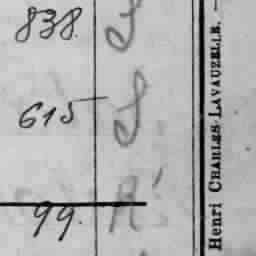 838.
615
99.
Henri CHARLES LAVAUZELLE. —